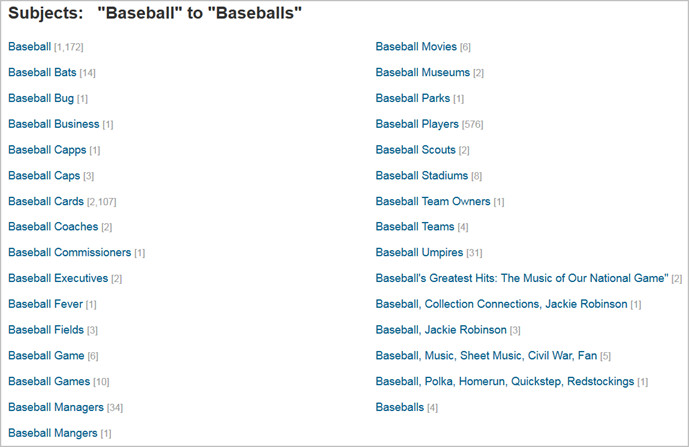 Subjects: "Baseball" to "Baseballs"
Baseball [1,172]
Baseball Bats [14]
Baseball Bug [1]
Baseball Business [1]
Baseball Capps [1]
Baseball Caps [3]
Baseball Cards [2,107]
Baseball Coaches [2]
Baseball Commissioners [1]
Baseball Executives [2]
Baseball Fever [1]
Baseball Fields [3]
Baseball Game [6]
Baseball Games [10]
Baseball Managers [34]
Baseball Mangers [1]
Baseball Movies [6]
Baseball Museums [2]
Baseball Parks [1]
Baseball Players [576]
Baseball Scouts [2]
Baseball Stadiums [8]
Baseball Team Owners [1]
Baseball Teams [4]
Baseball Umpires [31]
Baseball's Greatest Hits: The Music of Our National Game" [2]
Baseball, Collection Connections, Jackie Robinson [1]
Baseball, Jackie Robinson [3]
Baseball, Music, Sheet Music, Civil War, Fan [5]
Baseball, Polka, Homerun, Quickstep, Redstockings [1]
Baseballs [4]